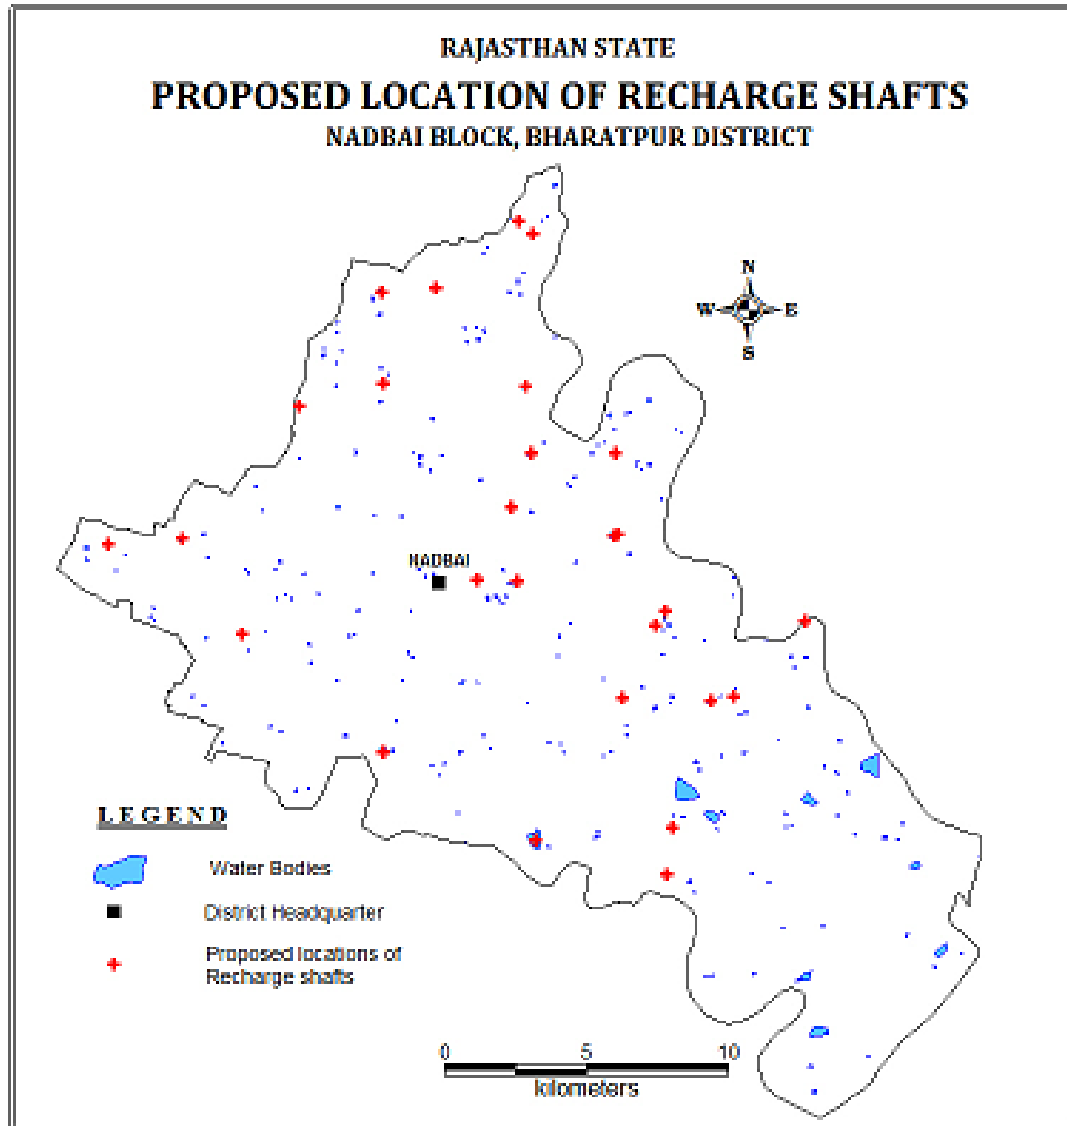 RAJASTHAN STATE
PROPOSED LOCATION OF RECHARGE SHAFTS
NADBAI BLOCK, BHARATPUR DISTRICT
N
W E
S
NADBAI
LEGEND
Water Bodies
District Headquarter
Proposed locations of
Recharge shafts
0 5 10
kilometers